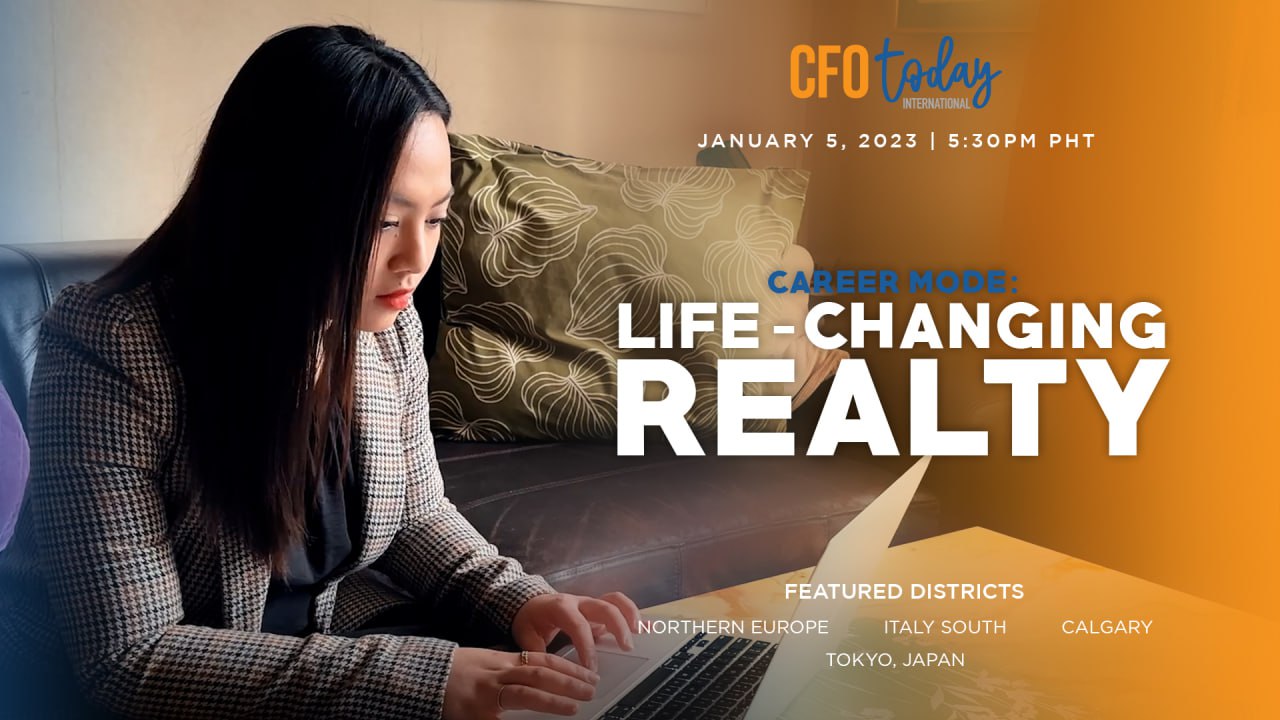 CFO today
INTERNATIONAL
JANUARY 5, 2023 | 5:30PM PHT
CAREER MODE:
LIFE-CHANGING
REALTY
FEATURED DISTRICTS
NORTHERN EUROPE ITALY SOUTH CALGARY
TOKYO, JAPAN